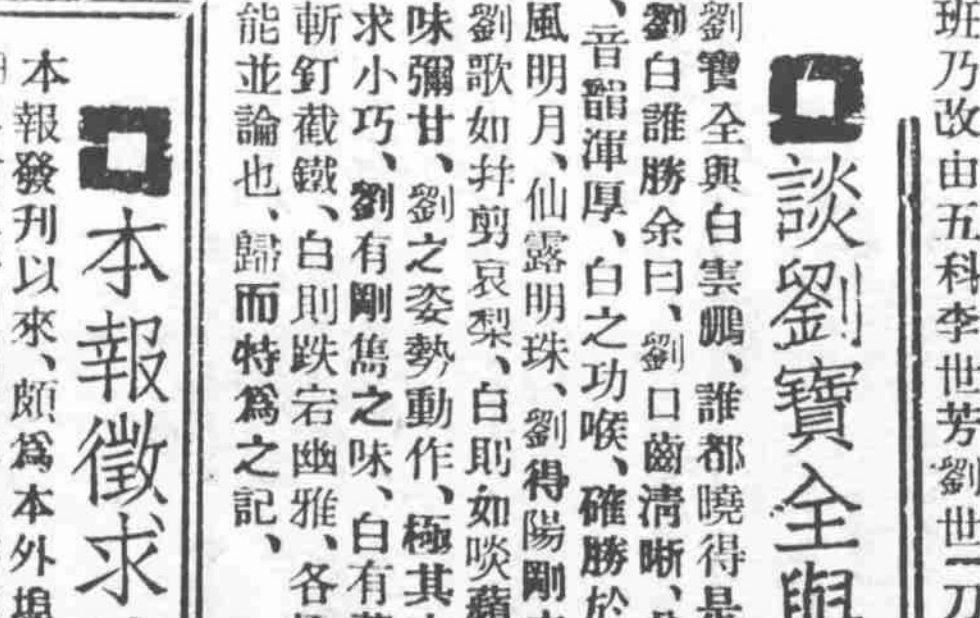 班乃改由五科李世芳劉世
談劉寶全與
劉寶全與白雲鵬、誰都曉得是
劉白誰勝余曰、劉口齒清晰、
、音韻渾厚、白之功喉、確勝於
風明月、仙露明珠、劉得陽剛
劉歌如幷剪哀梨、白則如啖蘋
味彌甘、劉之姿勢動作、極其
求小巧、劉有剛雋之味、白有
斬釘截鐵、白則跌宕幽雅、各
能並論也、歸而特爲之記、
本報徵求
本報發刊以來、頗爲本外埠